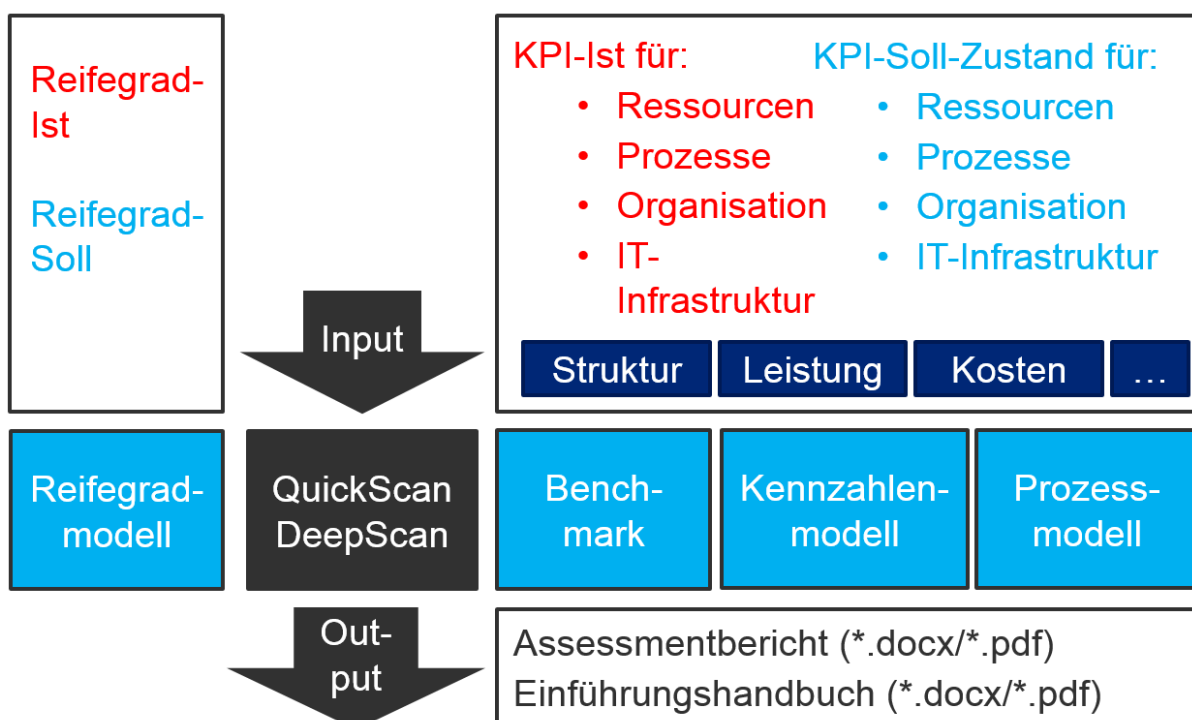 Reifegrad-
Ist
Reifegrad-
Soll
Input
KPI-Ist für:
• Ressourcen
• Prozesse
• Organisation
• IT-
Infrastruktur
KPI-Soll-Zustand für:
• Ressourcen
• Prozesse
• Organisation
• IT-Infrastruktur
Struktur
Leistung
Kosten
…
Reifegrad-
modell
QuickScan
DeepScan
Bench-
mark
Kennzahlen-
modell
Prozess-
modell
Out-
put
Assessmentbericht (*.docx/*.pdf)
Einführungshandbuch (*.docx/*.pdf)